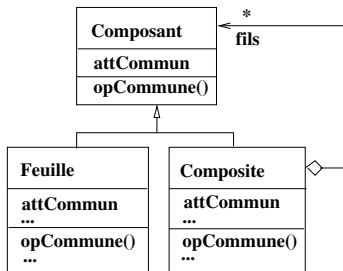 Composant
attCommun
opCommune()
*
fils
Feuille
attCommun
...
opCommune()
...
Composite
attCommun
...
opCommune()
...